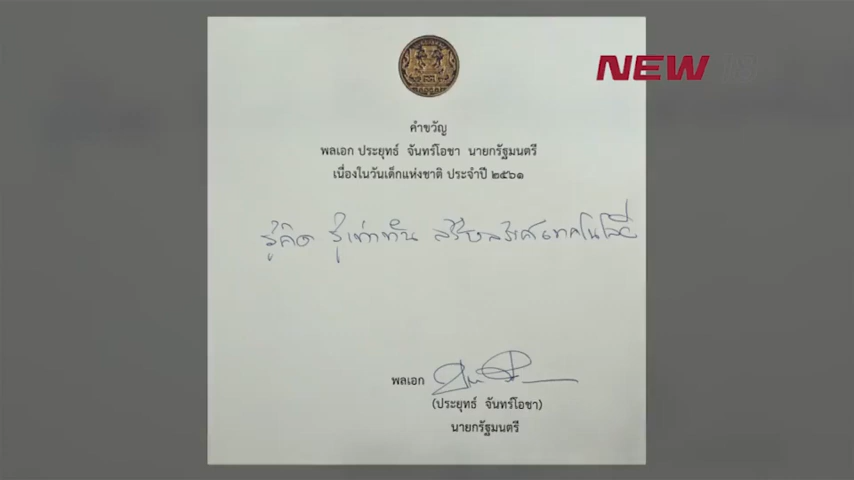 NEW18
คำขวัญ
พลเอก ประยุทธ์ จันทร์โอชา นายกรัฐมนตรี
เนื่องในวันเด็กแห่งชาติ ประจำปี ๒๕๖๑
รู้คิด รู้เท่าทัน สร้างสรรค์เทคโนโลยี
พลเอก
(ประยุทธ์ จันทร์โอชา)
นายกรัฐมนตรี